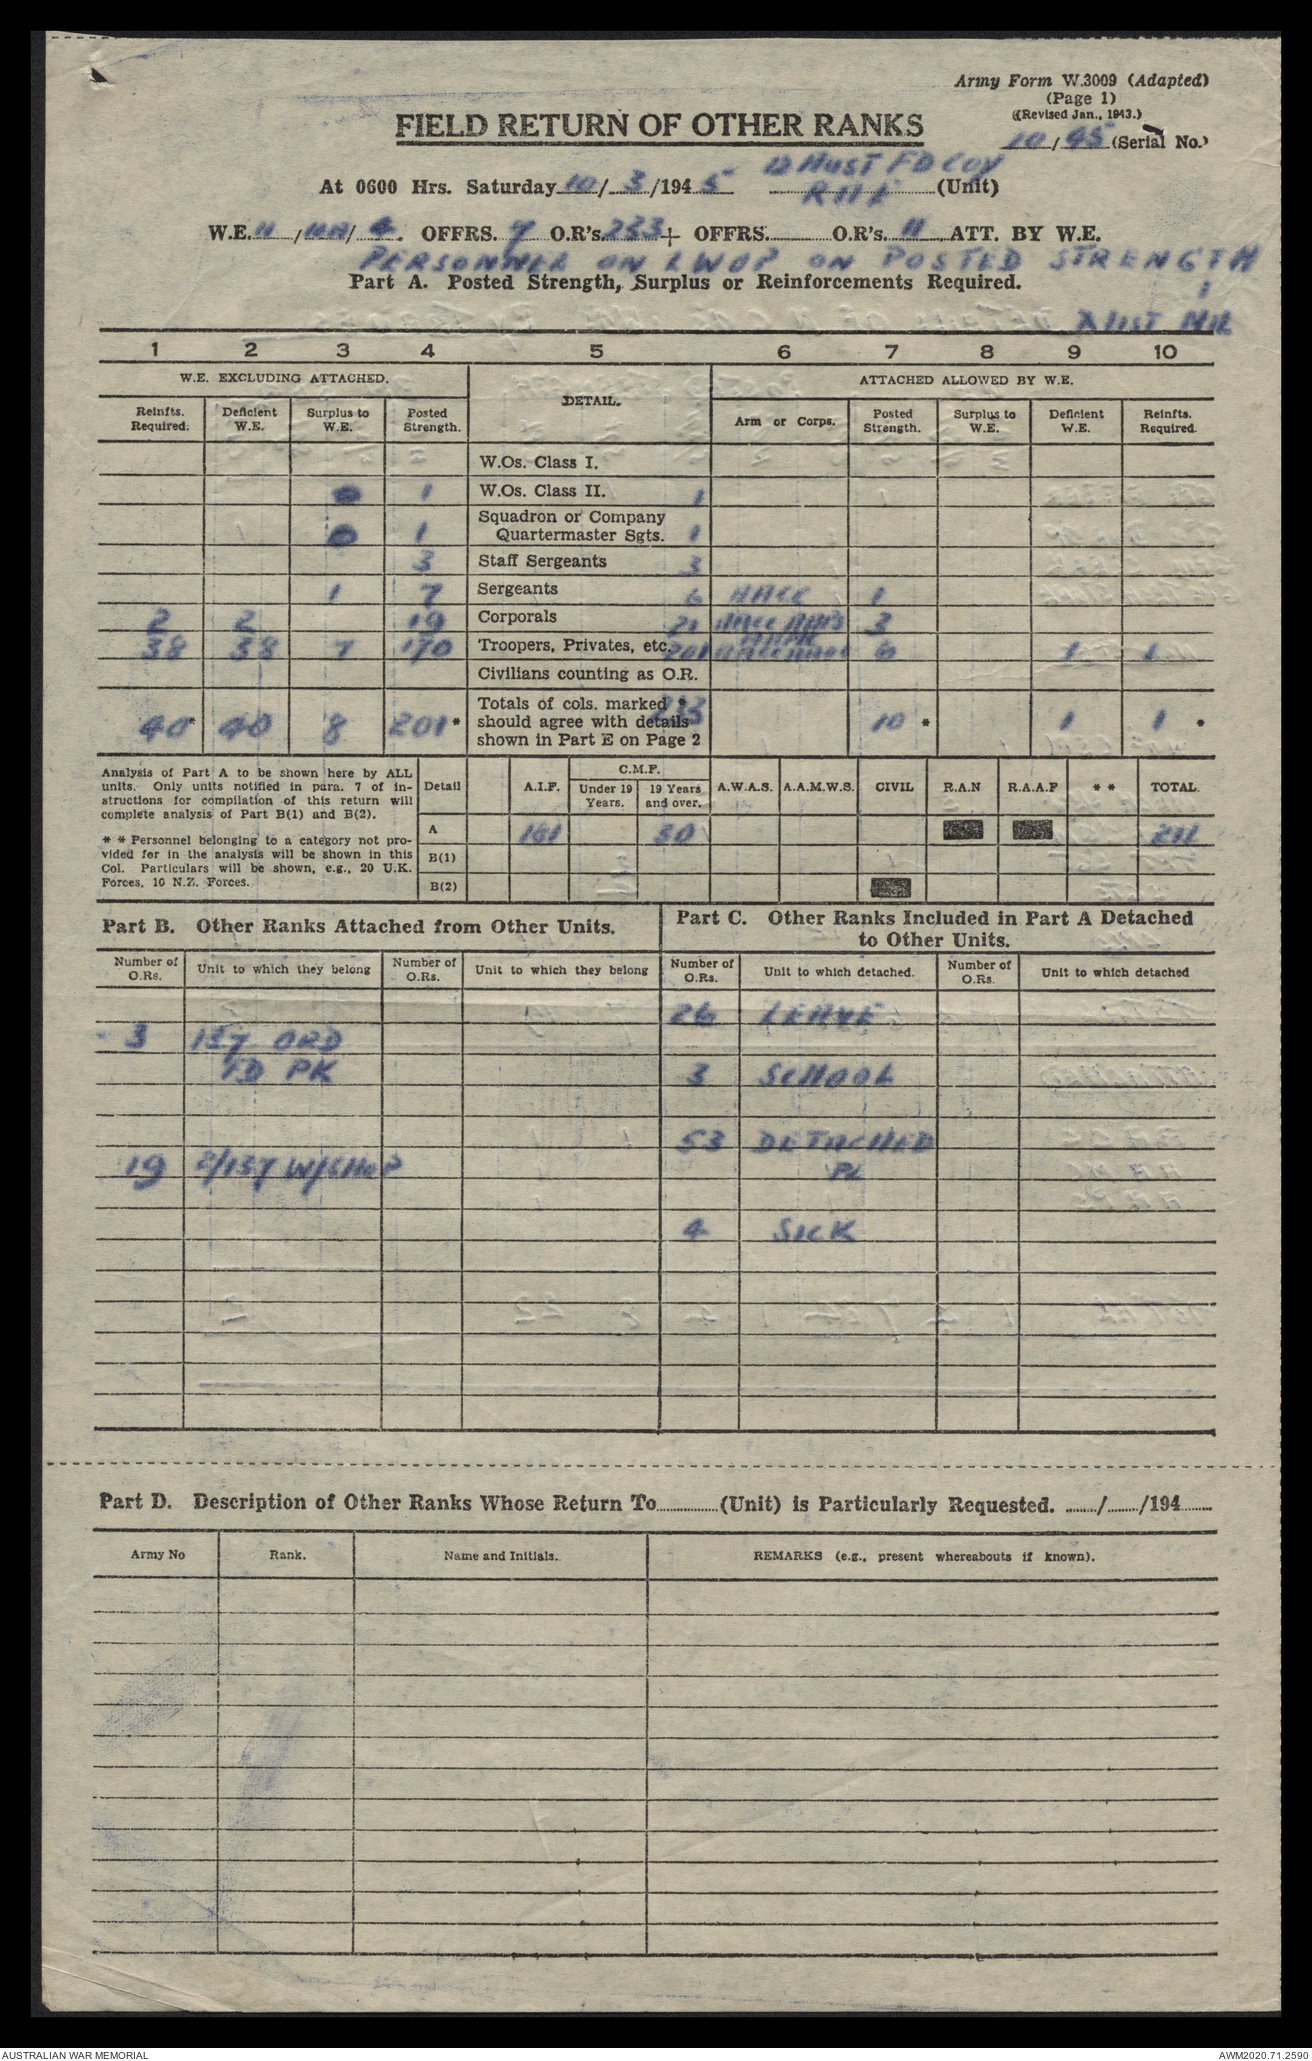 Army Form W.3009 (Adapted)
(Page 1)
((Revised Jan., 1943.)
10/45 (Serial No.)
FIELD RETURN OF OTHER RANKS
At 0600 Hrs. Saturday 10/3/1945 12 Aust FD Coy RAE (Unit)
W.E. 11 / / 4. OFFRS. 7 O.R's. 233 + OFFRS. O.R's. 11 ATT. BY W.E.
PERSONNEL ON LWOP ON POSTED STRENGTH
Part A. Posted Strength, Surplus or Reinforcements Required.
NIL
1 2 3 4 5 6 7 8 9 10
W.E. EXCLUDING ATTACHED. DETAIL. ATTACHED ALLOWED BY W.E.
Reinfts. Required. Deficient W.E. Surplus to W.E. Posted Strength. Arm or Corps. Posted Strength. Surplus to W.E. Deficient W.E. Reinfts. Required.
W.Os. Class I.
0 1 W.Os. Class II. 1
0 1 Squadron or Company Quartermaster Sgts. 1
3 Staff Sergeants 3
1 7 Sergeants 6 AACC 1
2 2 19 Corporals 21 AACC 3
38 38 7 170 Troopers, Privates, etc. 201 AACC 6 1 1
Civilians counting as O.R.
40* 40 8 201* Totals of cols. marked * should agree with details shown in Part E on Page 2 233 10 * 1 1 *
Analysis of Part A to be shown here by ALL
units. Only units notified in para. 7 of in-
structions for compilation of this return will
complete analysis of Part B(1) and B(2).
* * Personnel belonging to a category not pro-
vided for in the analysis will be shown in this
Col. Particulars will be shown, e.g., 20 U.K.
Forces, 10 N.Z. Forces.
Detail A.I.F. C.M.F. Under 19 Years. 19 Years and over. A.W.A.S. A.A.M.W.S. CIVIL R.A.N R.A.A.F * * TOTAL.
A 161 50 211
B(1)
B(2)
Part B. Other Ranks Attached from Other Units.
Number of O.Rs. Unit to which they belong Number of O.Rs. Unit to which they belong
3 1ST ORD
FD PK
19 2/1ST W/SHOP
Part C. Other Ranks Included in Part A Detached
to Other Units.
Number of O.Rs. Unit to which detached. Number of O.Rs. Unit to which detached
26 LEAVE
3 SCHOOL
53 DETACHED
PL
4 SICK
Part D. Description of Other Ranks Whose Return To (Unit) is Particularly Requested. / /194
Army No Rank. Name and Initials. REMARKS (e.g., present whereabouts if known).
AUSTRALIAN WAR MEMORIAL AWM2020.71.2590